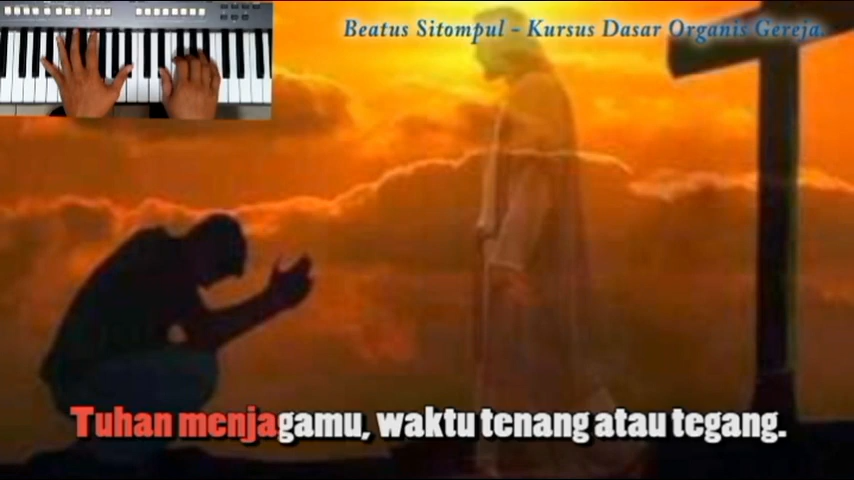 Beatus Sitompul - Kursus Dasar Organis Gereja.
Tuhan menjagamu, waktu tenang atau tegang.